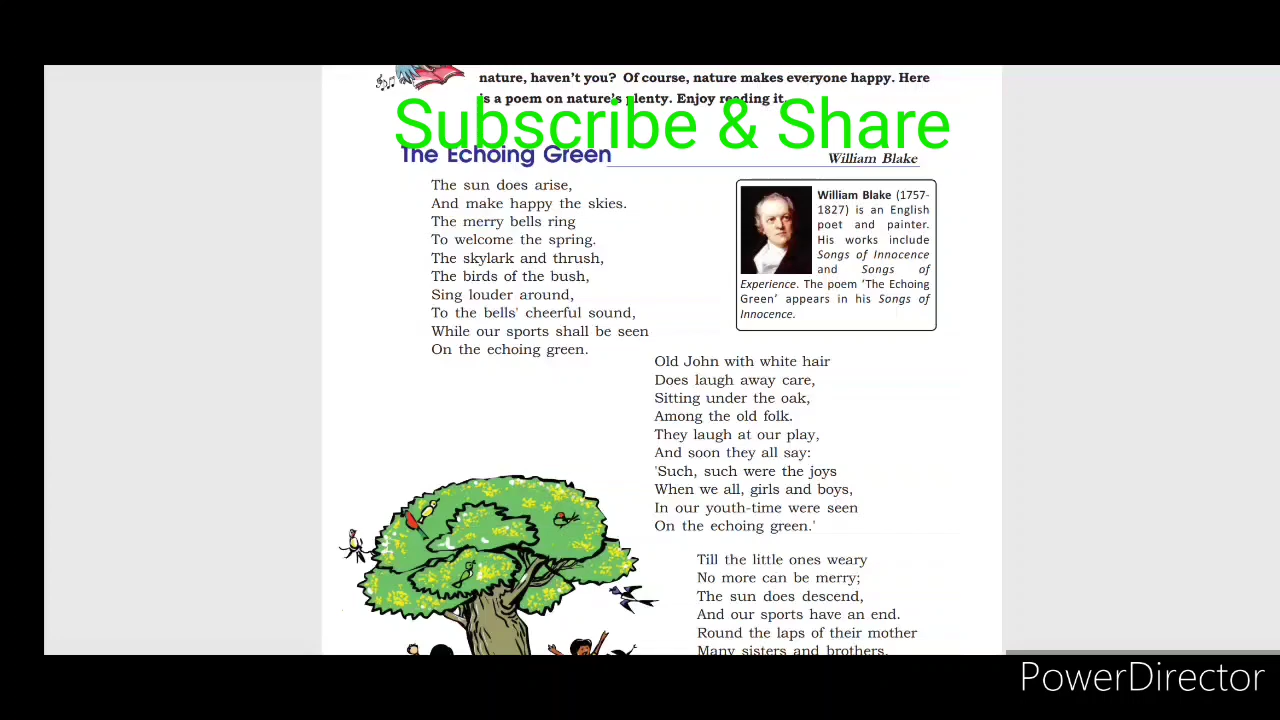 nature, haven't you? Of course, nature makes everyone happy. Here
is a poem on nature's plenty. Enjoy reading it.
Subscribe & Share
The Echoing Green
William Blake
The sun does arise,
And make happy the skies.
The merry bells ring
To welcome the spring.
The skylark and thrush,
The birds of the bush,
Sing louder around,
To the bells' cheerful sound,
While our sports shall be seen
On the echoing green.
William Blake (1757-
1827) is an English
poet and painter.
His works include
Songs of Innocence
and Songs of
Experience. The poem 'The Echoing
Green' appears in his Songs of
Innocence.
Old John with white hair
Does laugh away care,
Sitting under the oak,
Among the old folk.
They laugh at our play,
And soon they all say:
'Such, such were the joys
When we all, girls and boys,
In our youth-time were seen
On the echoing green.'
Till the little ones weary
No more can be merry;
The sun does descend,
And our sports have an end.
Round the laps of their mother
Many sisters and brothers,
PowerDirector